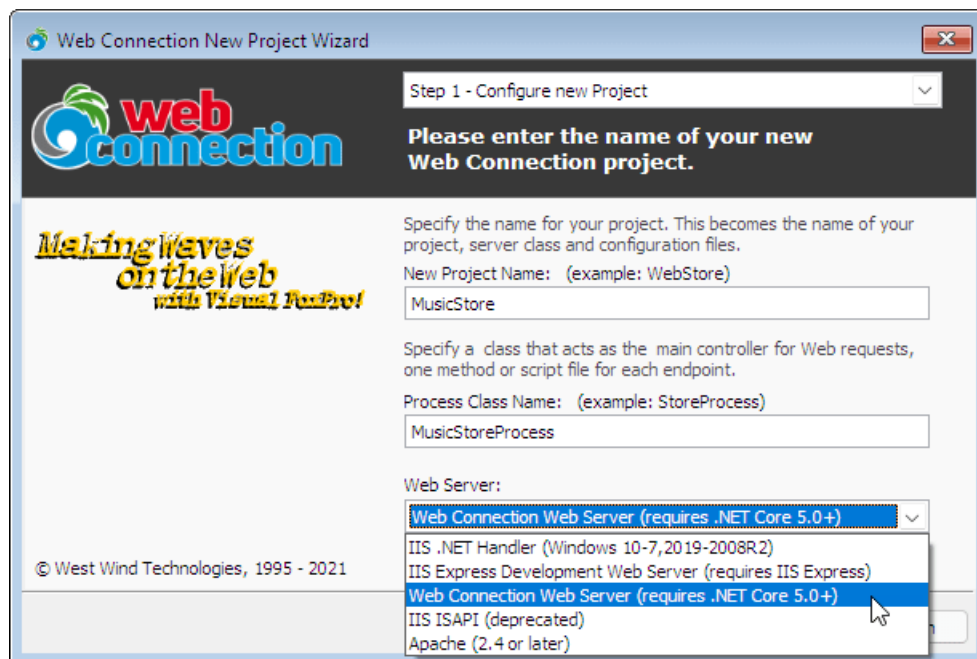 Web Connection New Project Wizard
web
connection
Step 1 - Configure new Project
Please enter the name of your new
Web Connection project.
Making Waves
on the Web
with Visual FoxPro!
Specify the name for your project. This becomes the name of your
project, server class and configuration files.
New Project Name: (example: WebStore)
MusicStore
Specify a class that acts as the main controller for Web requests,
one method or script file for each endpoint.
Process Class Name: (example: StoreProcess)
MusicStoreProcess
Web Server:
Web Connection Web Server (requires .NET Core 5.0+)
IIS .NET Handler (Windows 10-7,2019-2008R2)
IIS Express Development Web Server (requires IIS Express)
Web Connection Web Server (requires .NET Core 5.0+)
IIS ISAPI (deprecated)
Apache (2.4 or later)
© West Wind Technologies, 1995 - 2021